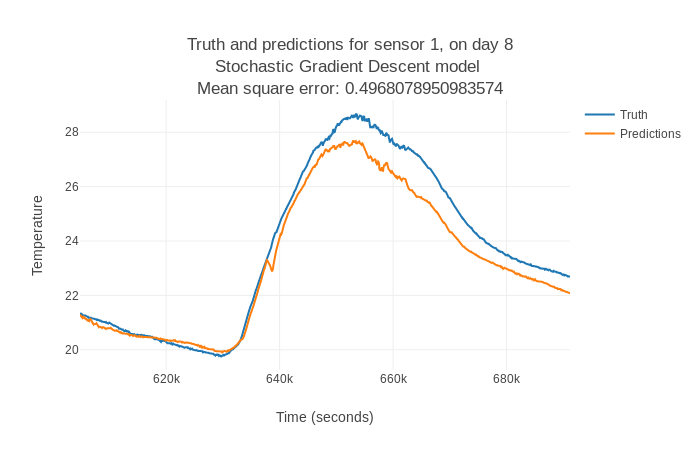 Truth and predictions for sensor 1, on day 8
Stochastic Gradient Descent model
Mean square error: 0.4968078950983574
Truth
Predictions
28
26
24
22
20
Temperature
620k
640k
660k
680k
Time (seconds)